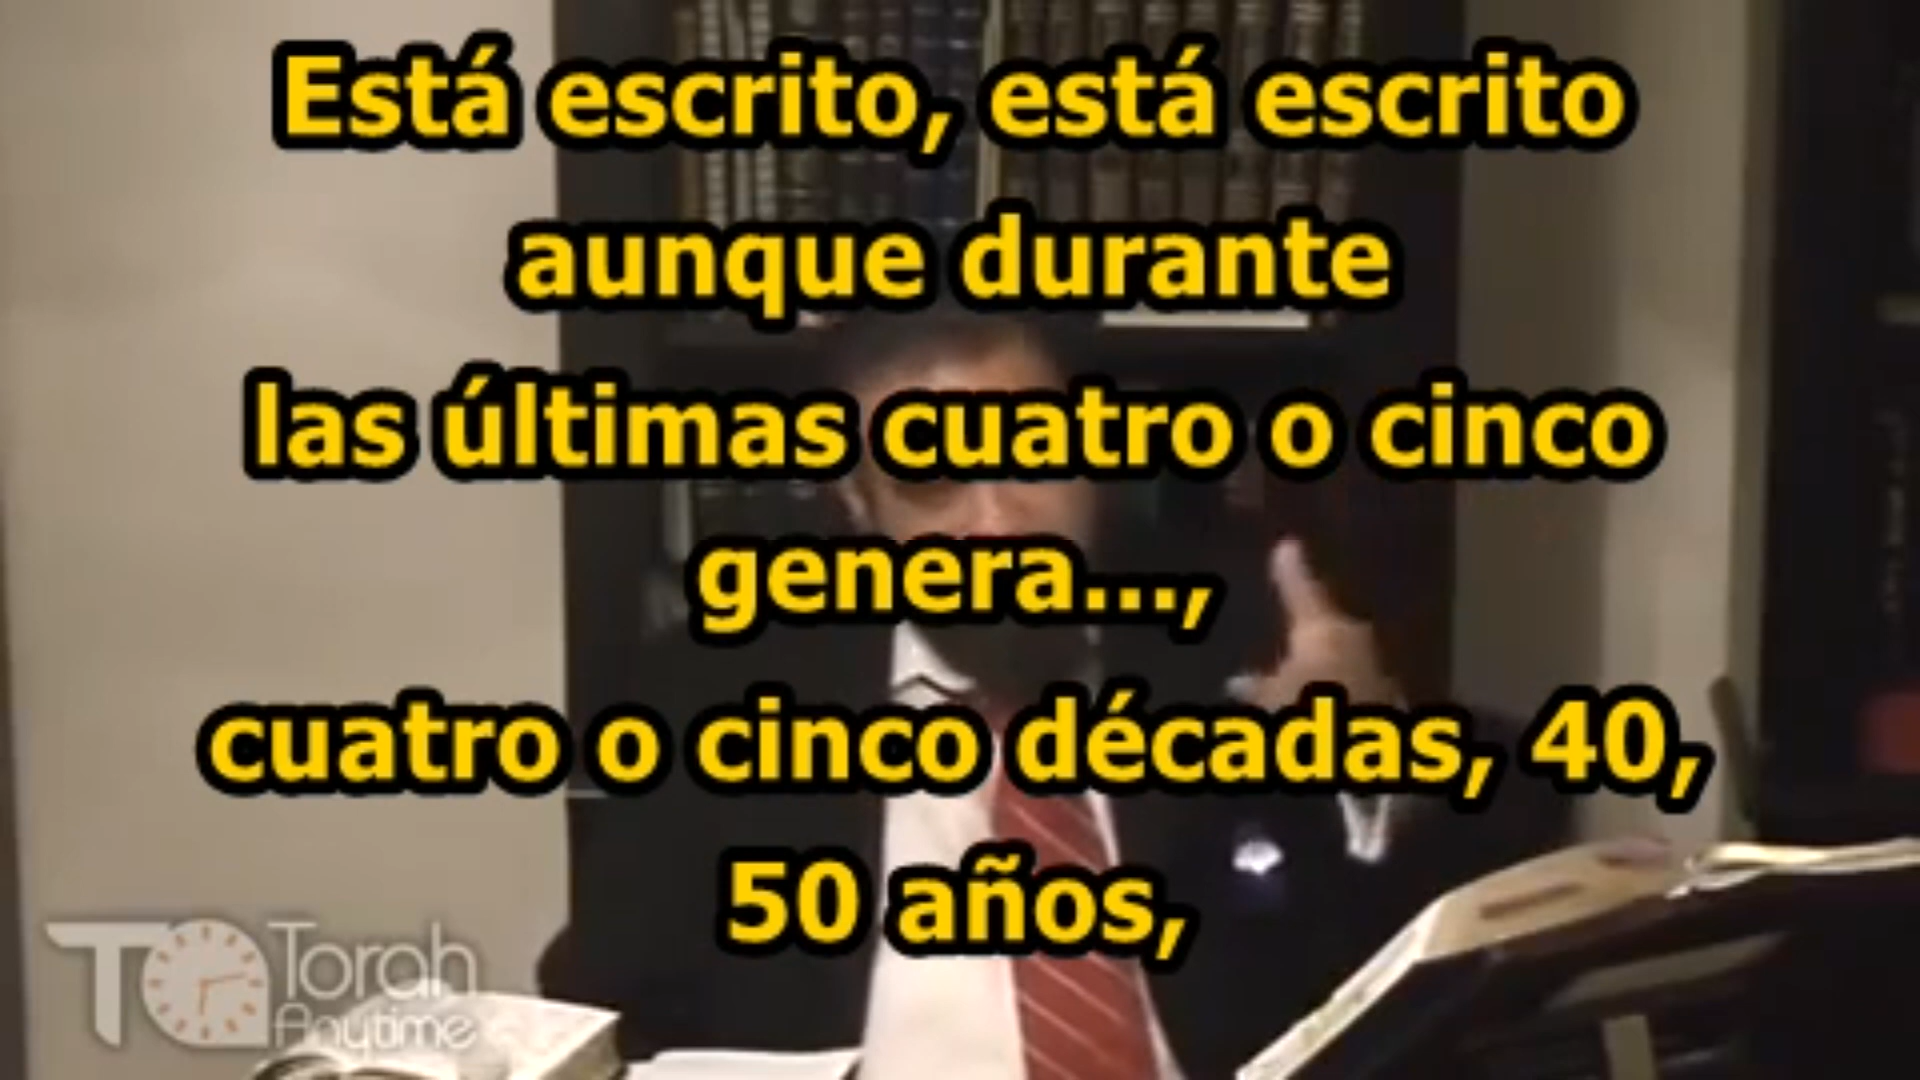 Está escrito, está escrito
aunque durante
las últimas cuatro o cinco
genera...,
cuatro o cinco décadas, 40,
50 años,
Torah
Anytime